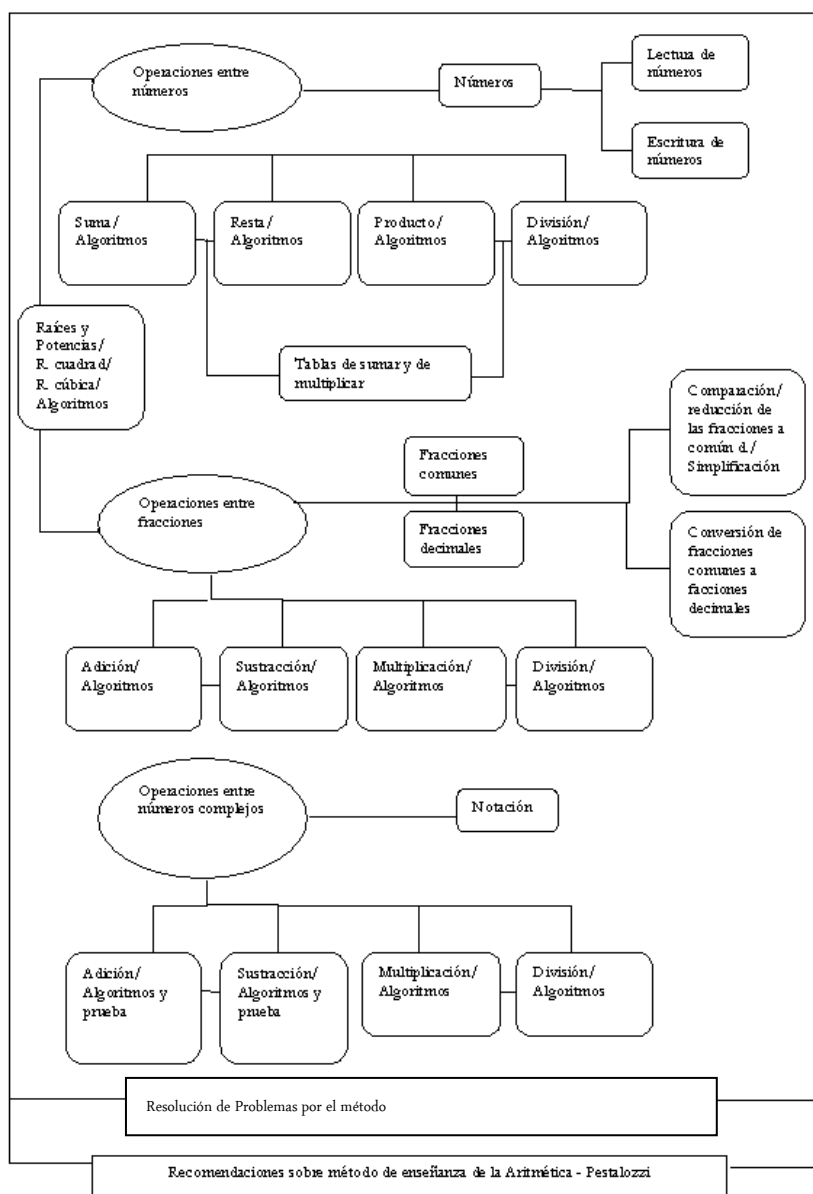 Operaciones entre
números
Números
Lectura de
números
Escritura de
números
Suma/
Algoritmos
Resta/
Algoritmos
Producto/
Algoritmos
División/
Algoritmos
Raíces y
Potencias/
R. cuadrad/
R. cúbica/
Algoritmos
Tablas de sumar y de
multiplicar
Comparación/
reducción de
las fracciones a
común d./
Simplificación
Fracciones
comunes
Operaciones entre
fracciones
Fracciones
decimales
Conversión de
fracciones
comunes a
facciones
decimales
Adición/
Algoritmos
Sustracción/
Algoritmos
Multiplicación/
Algoritmos
División/
Algoritmos
Operaciones entre
números complejos
Notación
Adición/
Algoritmos y
prueba
Sustracción/
Algoritmos y
prueba
Multiplicación/
Algoritmos
División/
Algoritmos
Resolución de Problemas por el método
Recomendaciones sobre método de enseñanza de la Aritmética - Pestalozzi